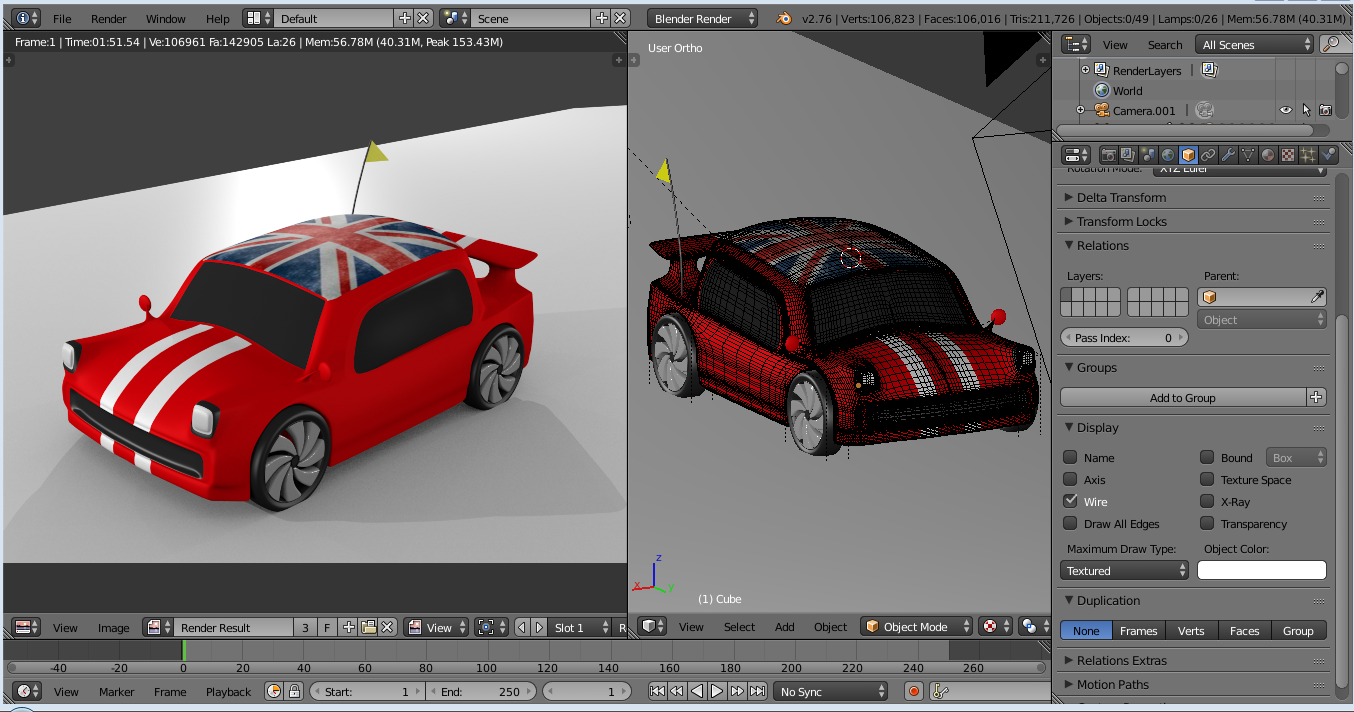 File Render Window Help Default Scene Blender Render v2.76 | Verts:106,823 | Faces:106,016 | Tris:211,726 | Objects:0/49 | Lamps:0/26 | Mem:56.78M (40.31M)
Frame:1 | Time:01:51.54 | Ve:106961 Fa:142905 La:26 | Mem:56.78M (40.31M, Peak 153.43M)
User Ortho
z
x
y
(1) Cube
View Search All Scenes
RenderLayers |
World
Camera.001 |
Rotation Mode: XYZ Euler
Delta Transform
Transform Locks
Relations
Layers: Parent:
Object
Pass Index: 0
Groups
Add to Group
Display
Name Bound Box
Axis Texture Space
Wire X-Ray
Draw All Edges Transparency
Maximum Draw Type: Object Color:
Textured
Duplication
None Frames Verts Faces Group
Relations Extras
Motion Paths
View Image Render Result 3 F View Slot 1 R
View Select Add Object Object Mode
-40 -20 0 20 40 60 80 100 120 140 160 180 200 220 240 260
View Marker Frame Playback Start: 1 End: 250 1 No Sync